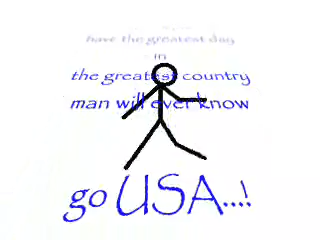 have the greatest day
in
the greatest country
man will ever know
go USA...!